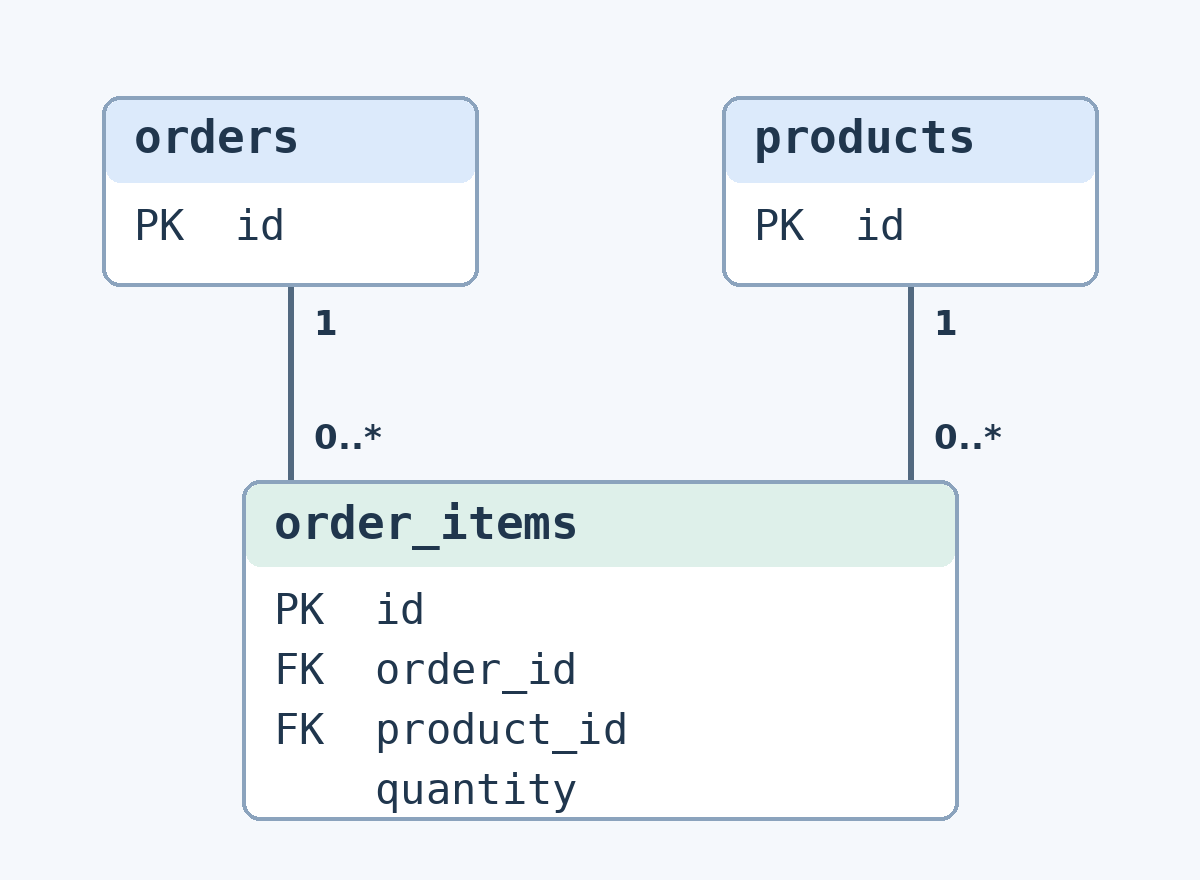 orders
PK id
products
PK id
1
0..*
1
0..*
order_items
PK id
FK order_id
FK product_id
quantity